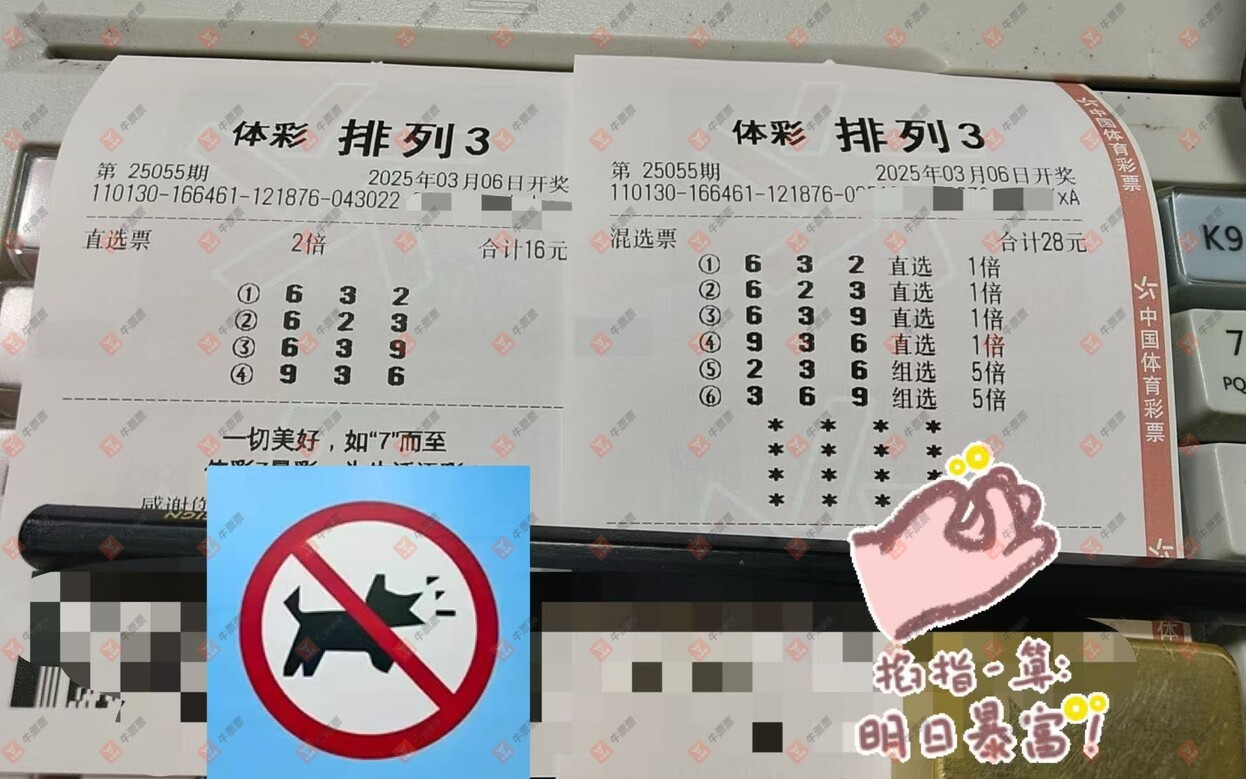 体彩 排列3
第 25055期
2025年03月06日开奖
110130-166461-121876-043022
直选票 2倍 合计16元
① 6 3 2
② 6 2 3
③ 6 3 9
④ 9 3 6
一切美好，如“7”而至
感谢
体彩 排列3
第 25055期
2025年03月06日开奖
110130-166461-121876-0
xA
混选票 合计28元
① 6 3 2 直选 1倍
② 6 2 3 直选 1倍
③ 6 3 9 直选 1倍
④ 9 3 6 直选 1倍
⑤ 2 3 6 组选 5倍
⑥ 3 6 9 组选 5倍
* * * *
* * * *
* * * *
* * *
中国体育彩票
中国体育彩票
K9
7
PQ
掐指一算:
明日暴富!